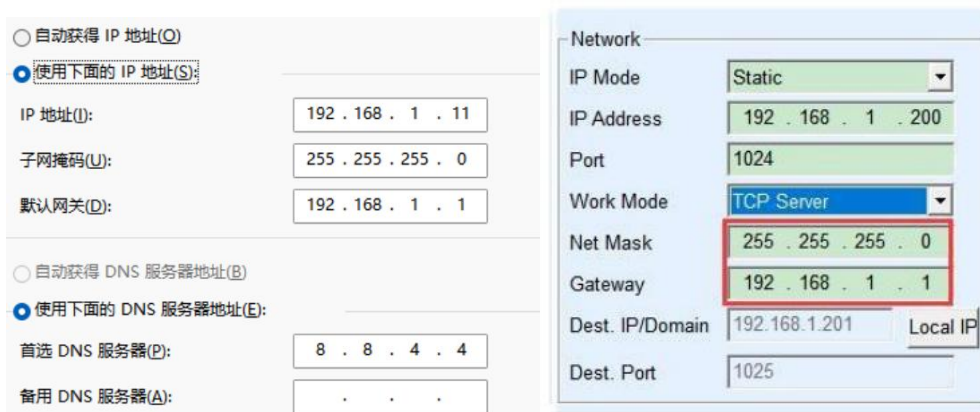 自动获得 IP 地址(O)
使用下面的 IP 地址(S):
IP 地址(I): 192 . 168 . 1 . 11
子网掩码(U): 255 . 255 . 255 . 0
默认网关(D): 192 . 168 . 1 . 1
自动获得 DNS 服务器地址(B)
使用下面的 DNS 服务器地址(E):
首选 DNS 服务器(P): 8 . 8 . 4 . 4
备用 DNS 服务器(A): . . .
Network
IP Mode Static
IP Address 192 . 168 . 1 . 200
Port 1024
Work Mode TCP Server
Net Mask 255 . 255 . 255 . 0
Gateway 192 . 168 . 1 . 1
Dest. IP/Domain 192.168.1.201 Local IP
Dest. Port 1025